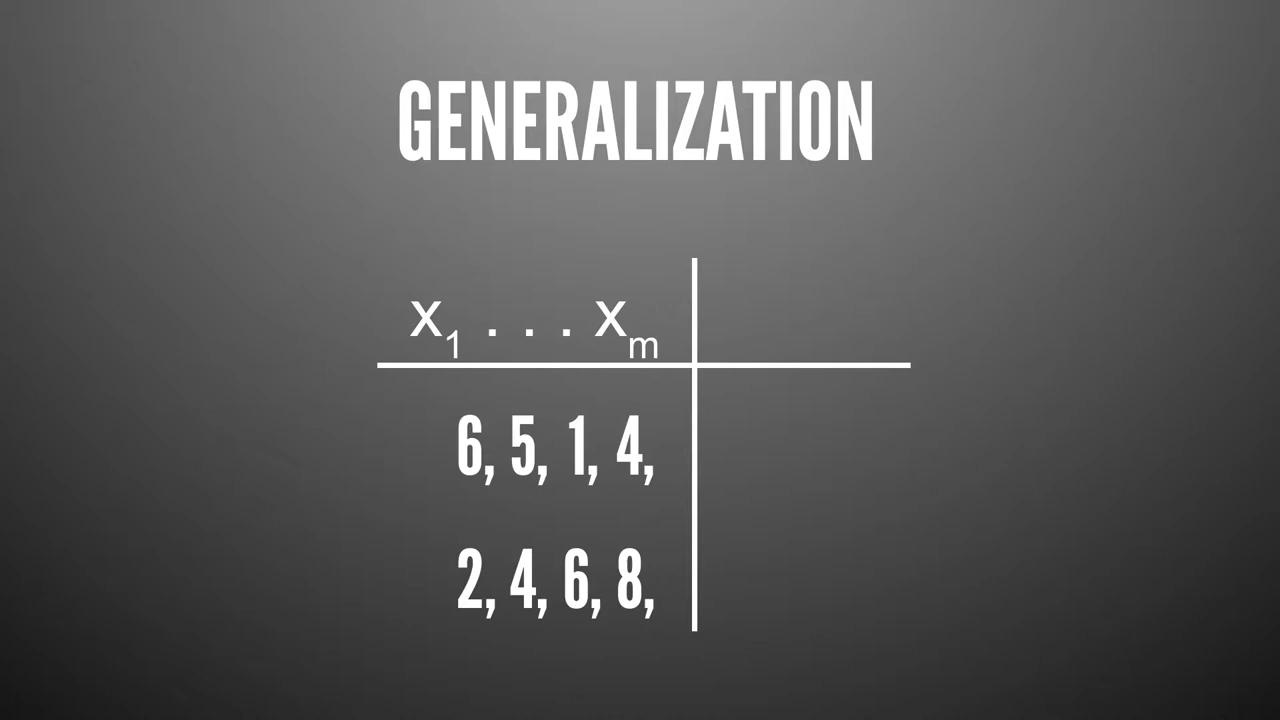 GENERALIZATION
x₁ . . . xₘ
6, 5, 1, 4,
2, 4, 6, 8,